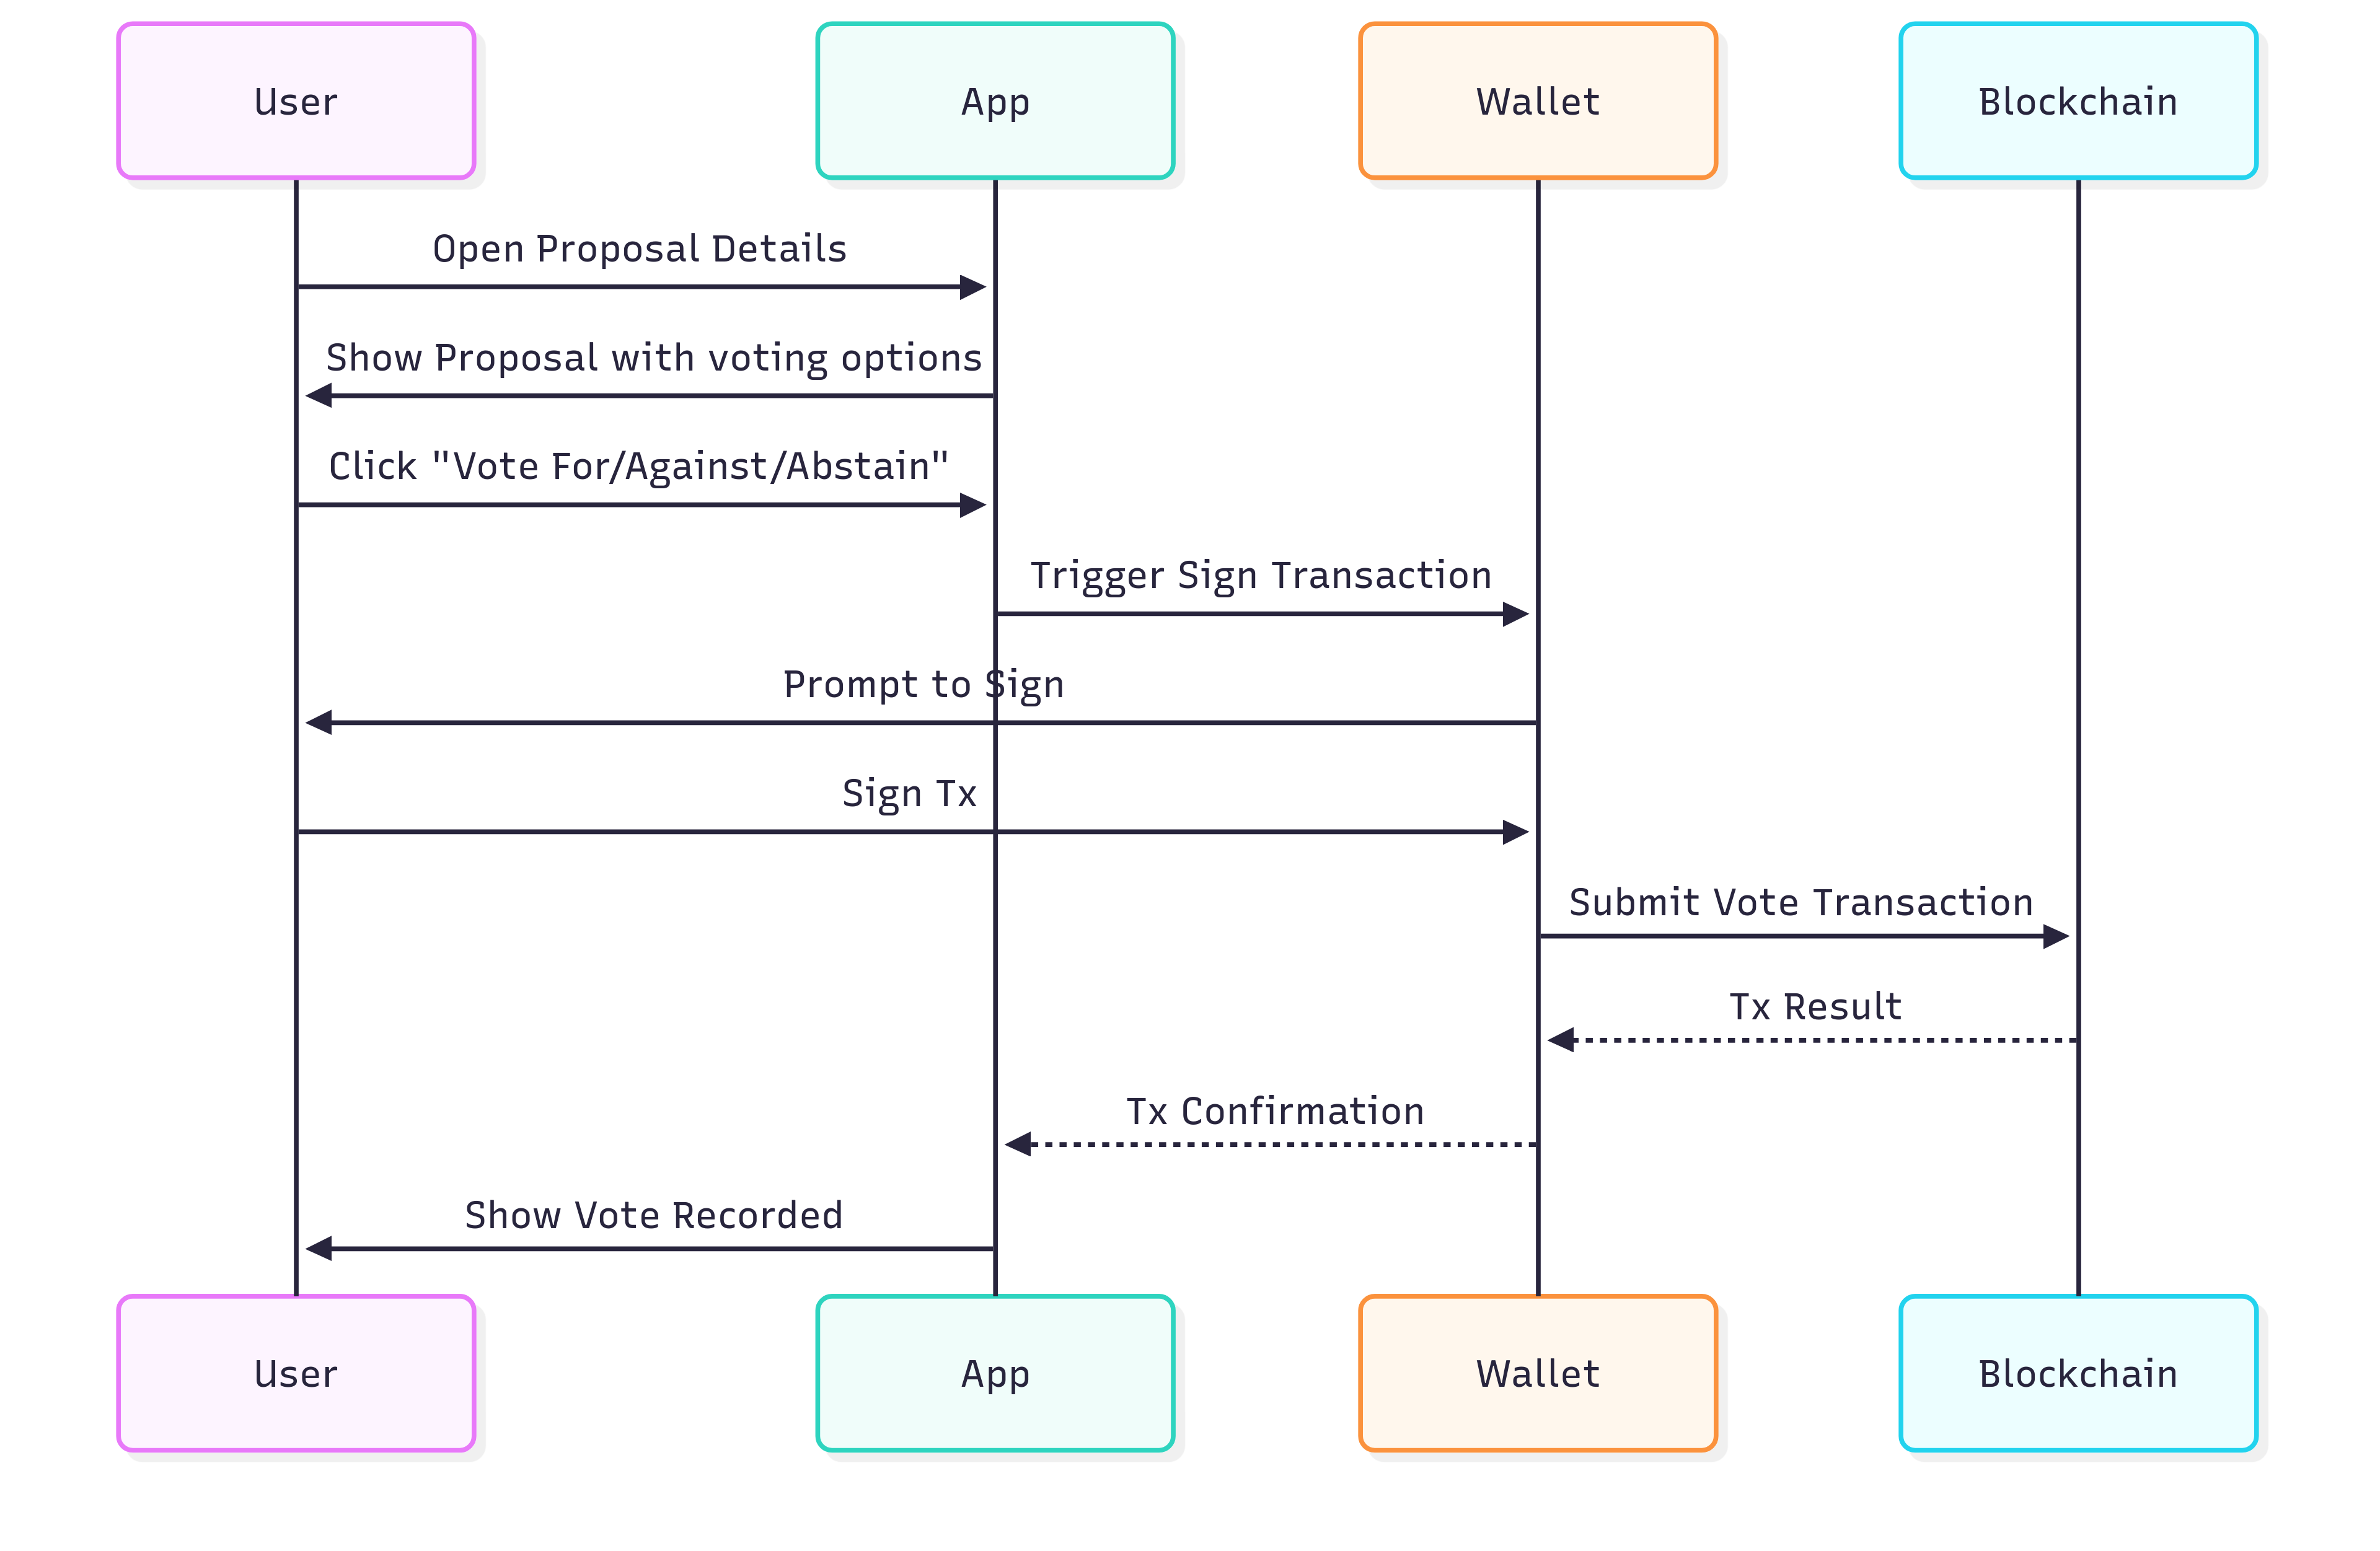 User
App
Wallet
Blockchain
Open Proposal Details
Show Proposal with voting options
Click "Vote For/Against/Abstain"
Trigger Sign Transaction
Prompt to Sign
Sign Tx
Submit Vote Transaction
Tx Result
Tx Confirmation
Show Vote Recorded
User
App
Wallet
Blockchain